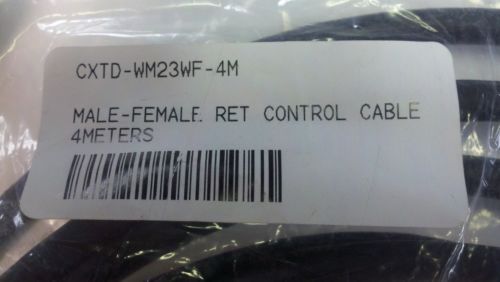 CXTD-WM23WF-4M
MALE-FEMALE RET CONTROL CABLE
4METERS